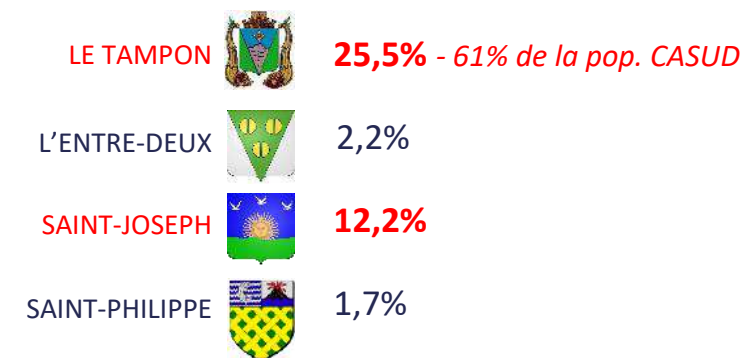 LE TAMPON 25,5% - 61% de la pop. CASUD
L’ENTRE-DEUX 2,2%
SAINT-JOSEPH 12,2%
SAINT-PHILIPPE 1,7%